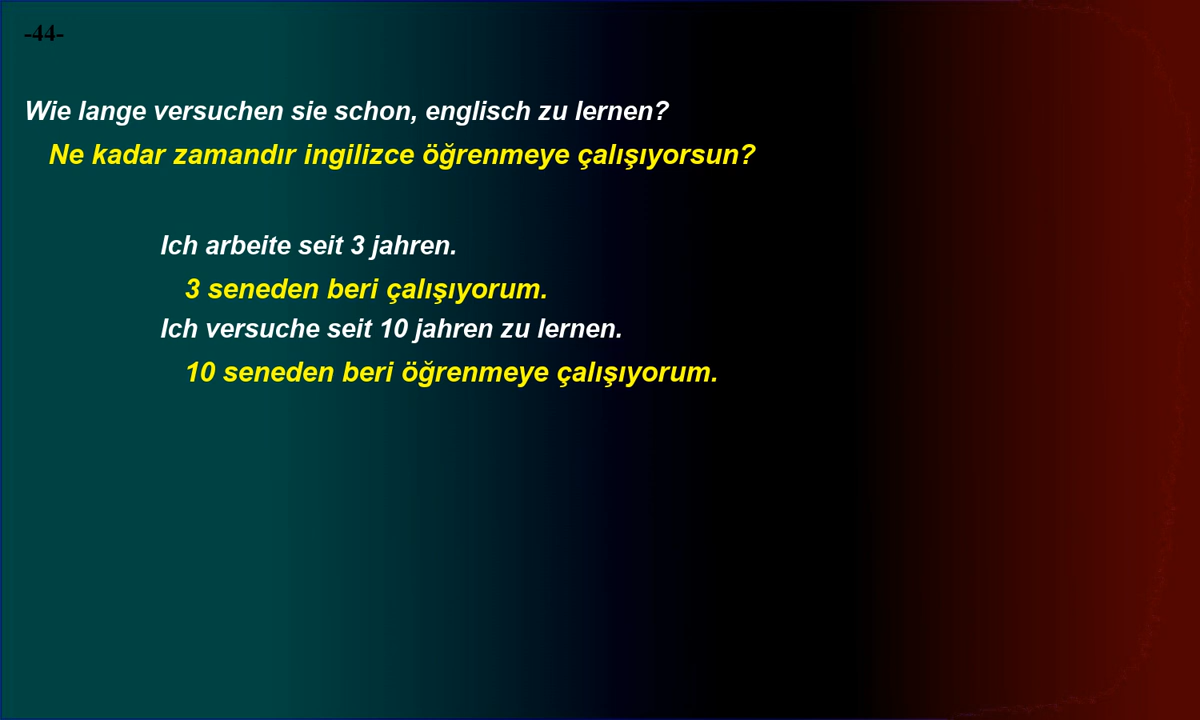 -44-
Wie lange versuchen sie schon, englisch zu lernen?
Ne kadar zamandır ingilizce öğrenmeye çalışıyorsun?
Ich arbeite seit 3 jahren.
3 seneden beri çalışıyorum.
Ich versuche seit 10 jahren zu lernen.
10 seneden beri öğrenmeye çalışıyorum.